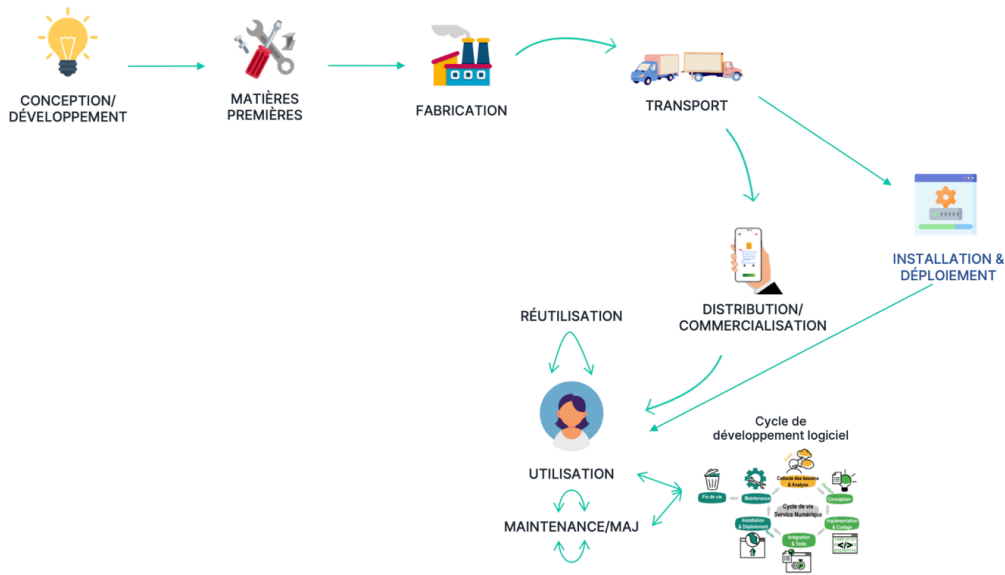 CONCEPTION/
DÉVELOPPEMENT
MATIÈRES
PREMIÈRES
FABRICATION
TRANSPORT
INSTALLATION &
DÉPLOIEMENT
DISTRIBUTION/
COMMERCIALISATION
RÉUTILISATION
UTILISATION
MAINTENANCE/MAJ
Cycle de
développement logiciel
Collecte des besoins
& Analyse
Fin de vie
Maintenance
Conception
Cycle de vie
Service Numérique
Installation
& Déploiement
Implémentation
& Codage
Intégration
& Tests